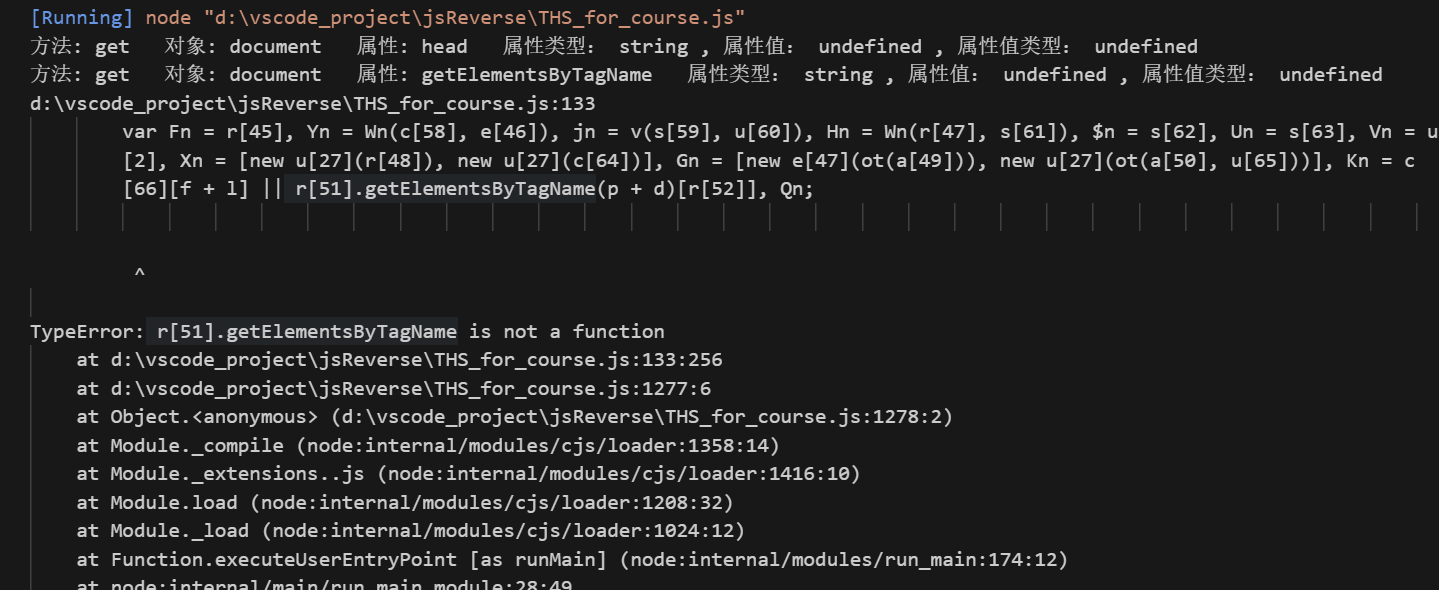 [Running] node "d:\vscode_project\jsReverse\THS_for_course.js"
方法: get 对象: document 属性: head 属性类型： string , 属性值： undefined , 属性值类型： undefined
方法: get 对象: document 属性: getElementsByTagName 属性类型： string , 属性值： undefined , 属性值类型： undefined
d:\vscode_project\jsReverse\THS_for_course.js:133
var Fn = r[45], Yn = Wn(c[58], e[46]), jn = v(s[59], u[60]), Hn = Wn(r[47], s[61]), $n = s[62], Un = s[63], Vn = u
[2], Xn = [new u[27](r[48]), new u[27](c[64])], Gn = [new e[47](ot(a[49])), new u[27](ot(a[50], u[65]))], Kn = c
[66][f + l] || r[51].getElementsByTagName(p + d)[r[52]], Qn;
^
TypeError: r[51].getElementsByTagName is not a function
at d:\vscode_project\jsReverse\THS_for_course.js:133:256
at d:\vscode_project\jsReverse\THS_for_course.js:1277:6
at Object.<anonymous> (d:\vscode_project\jsReverse\THS_for_course.js:1278:2)
at Module._compile (node:internal/modules/cjs/loader:1358:14)
at Module._extensions..js (node:internal/modules/cjs/loader:1416:10)
at Module.load (node:internal/modules/cjs/loader:1208:32)
at Module._load (node:internal/modules/cjs/loader:1024:12)
at Function.executeUserEntryPoint [as runMain] (node:internal/modules/run_main:174:12)
at node:internal/main/run_main_module:28:49